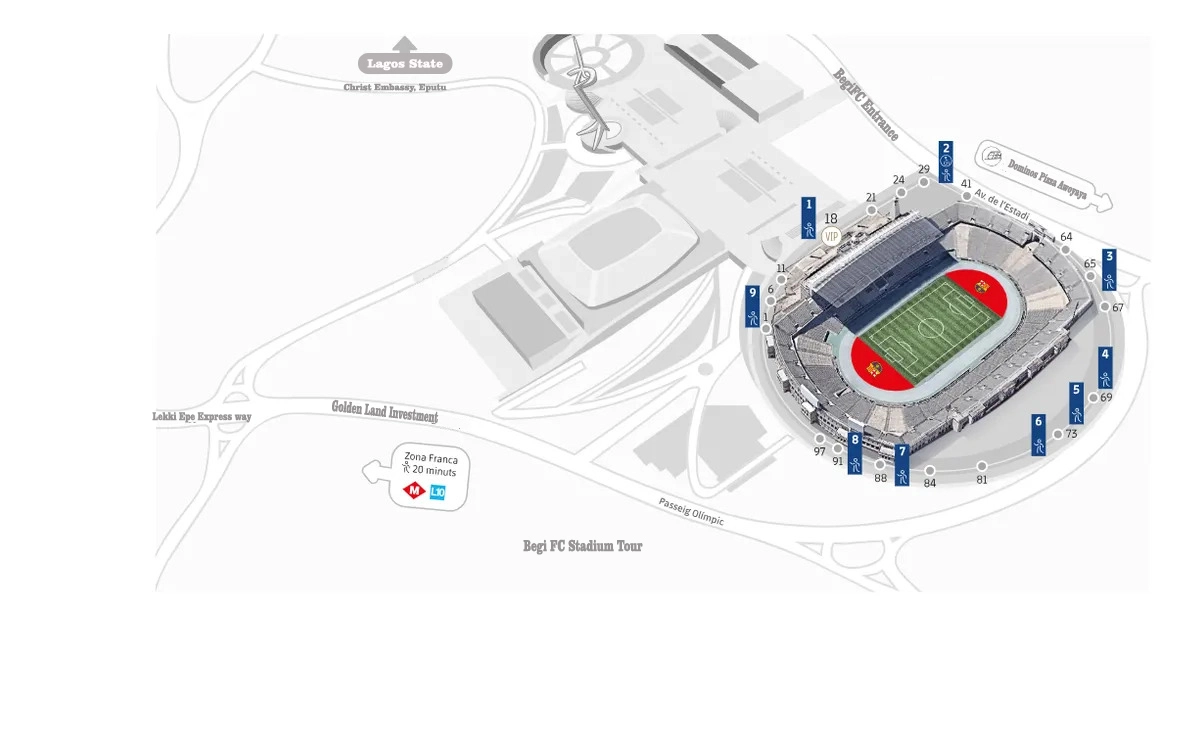 Lagos State
Christ Embassy, Eputu
BegiFC Entrance
Dominos Pizza Awoyaya
Av. de l'Estadi
2
29
24
41
21
1
18
VIP
64
65
3
11
6
9
1
67
4
5
69
6
73
Lekki Epe Express way
Golden Land Investment
Zona Franca
20 minuts
M
L10
97
91
8
88
7
84
81
Passeig Olímpic
Begi FC Stadium Tour